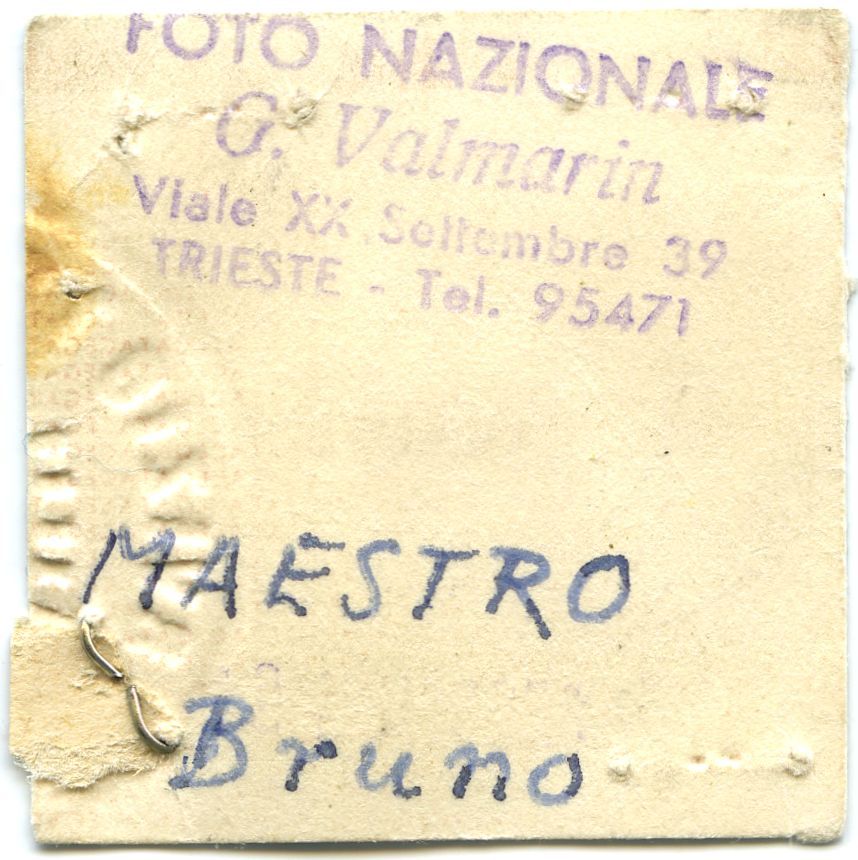 FOTO NAZIONALE
G. Valmarin
Viale XX Settembre 39
TRIESTE - Tel. 95471
MAESTRO
Bruno